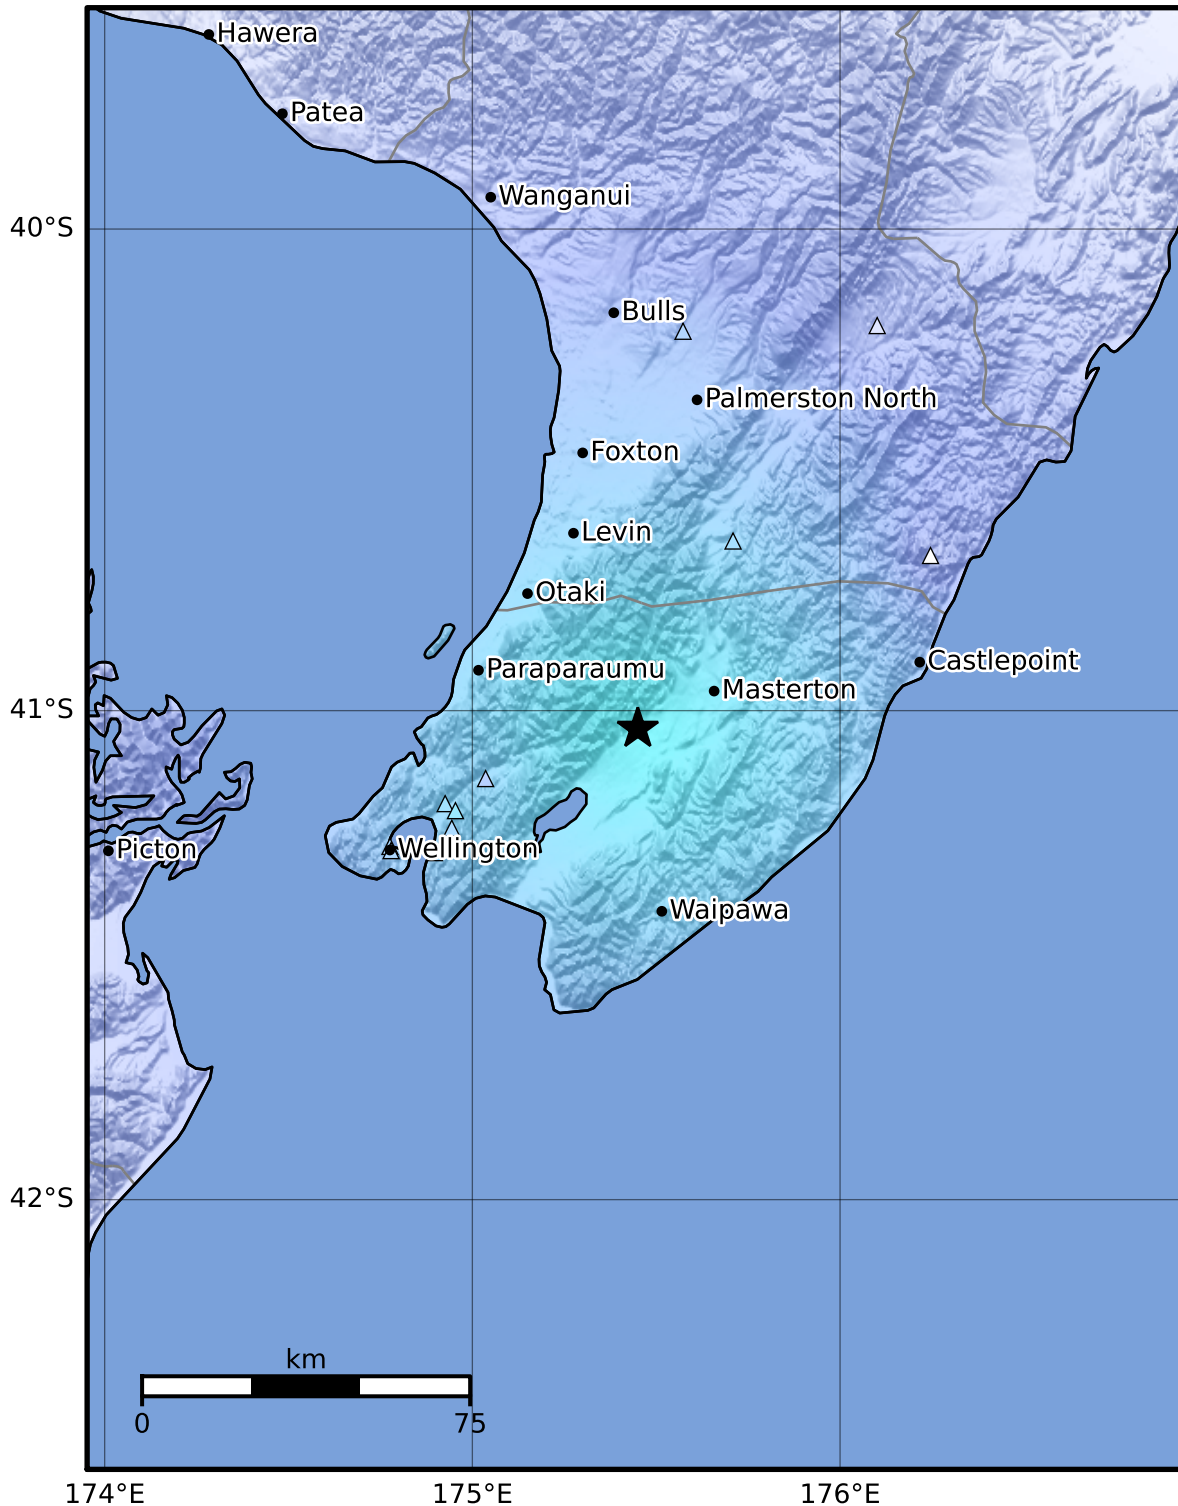 Hawera
Patea
Wanganui
40°S
Bulls
Palmerston North
Foxton
Levin
Otaki
Castlepoint
Paraparaumu
Masterton
41°S
Wellington
Picton
Waipawa
42°S
km
0 75
174°E 175°E 176°E